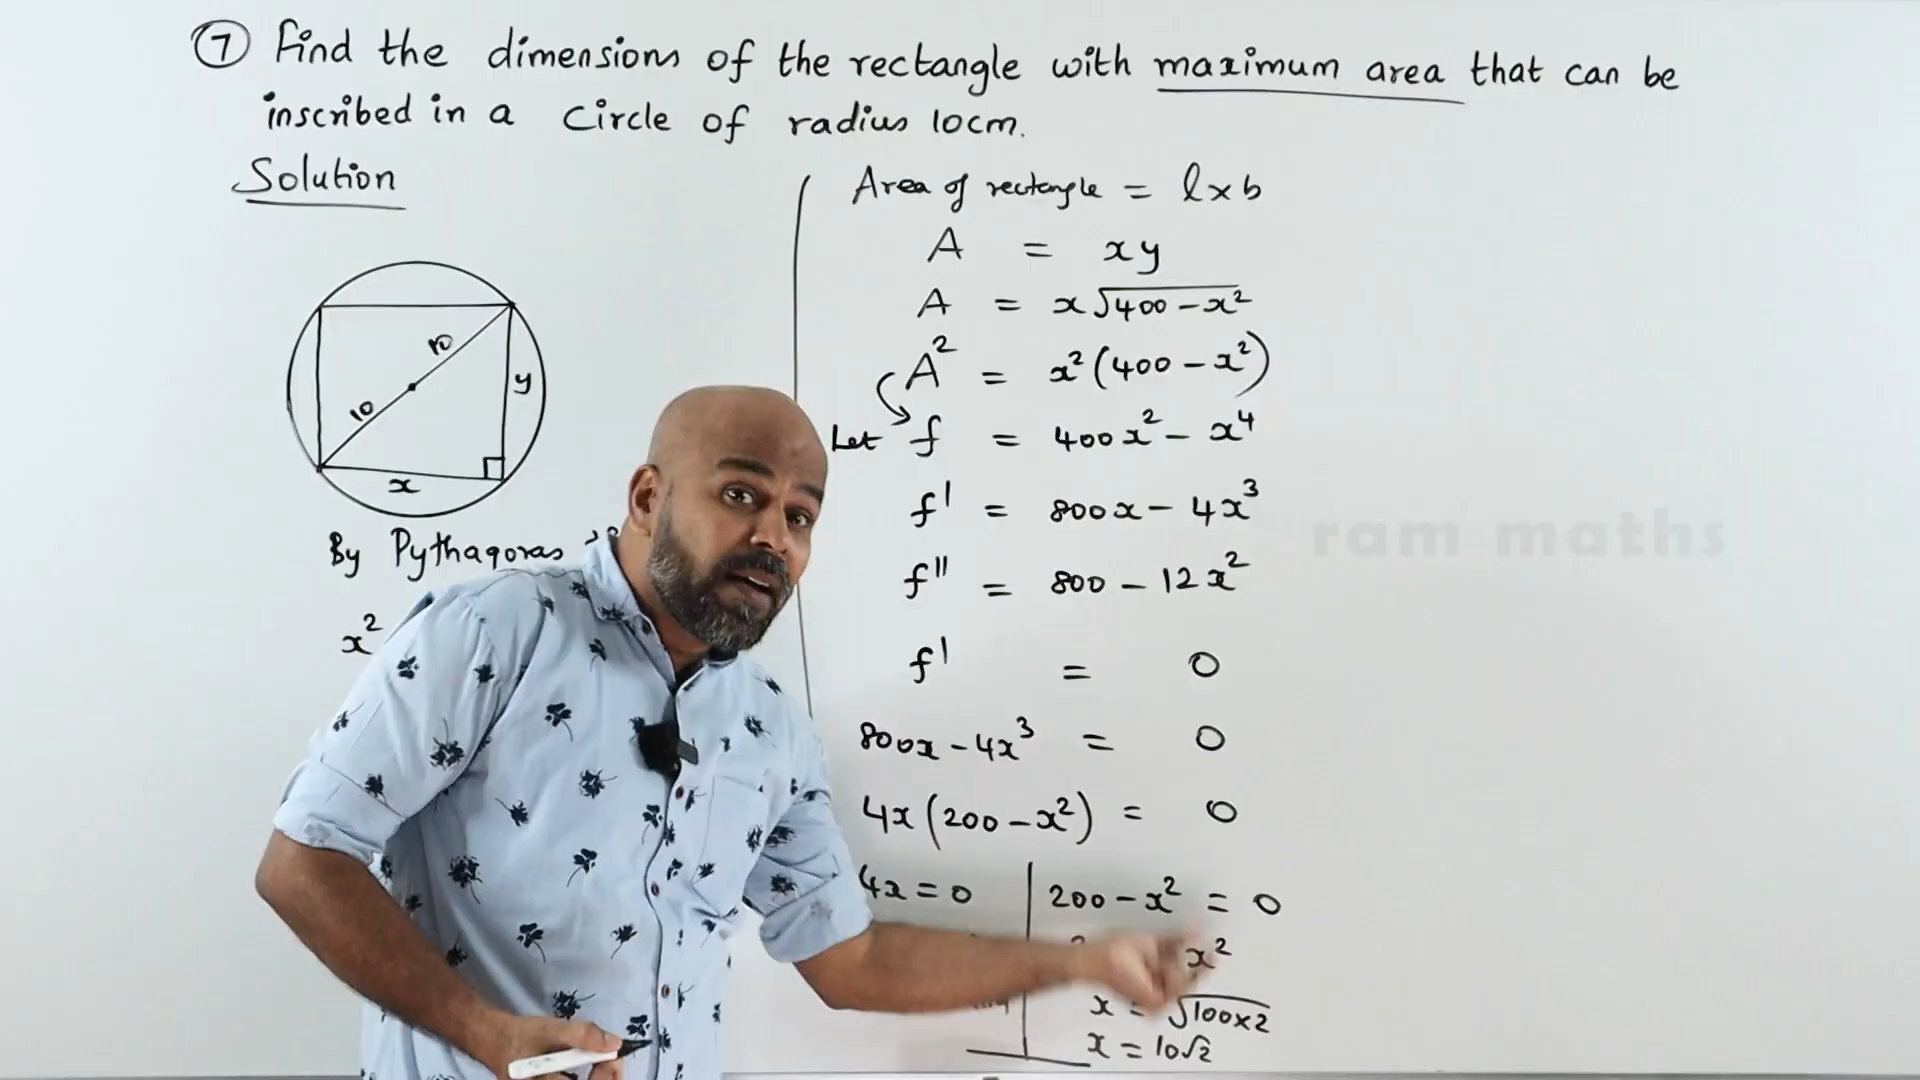 ⑦ Find the dimensions of the rectangle with maximum area that can be
inscribed in a circle of radius 10cm.
Solution
10
10
y
x
By Pythagoras
x²
Area of rectangle = l×b
A = xy
A = x√400-x²
A² = x²(400-x²)
Let f = 400x²-x⁴
f' = 800x-4x³
f'' = 800-12x²
f' = 0
800x-4x³ = 0
4x(200-x²) = 0
4x=0
200-x² = 0
x²
x = √100×2
x = 10√2
ram maths